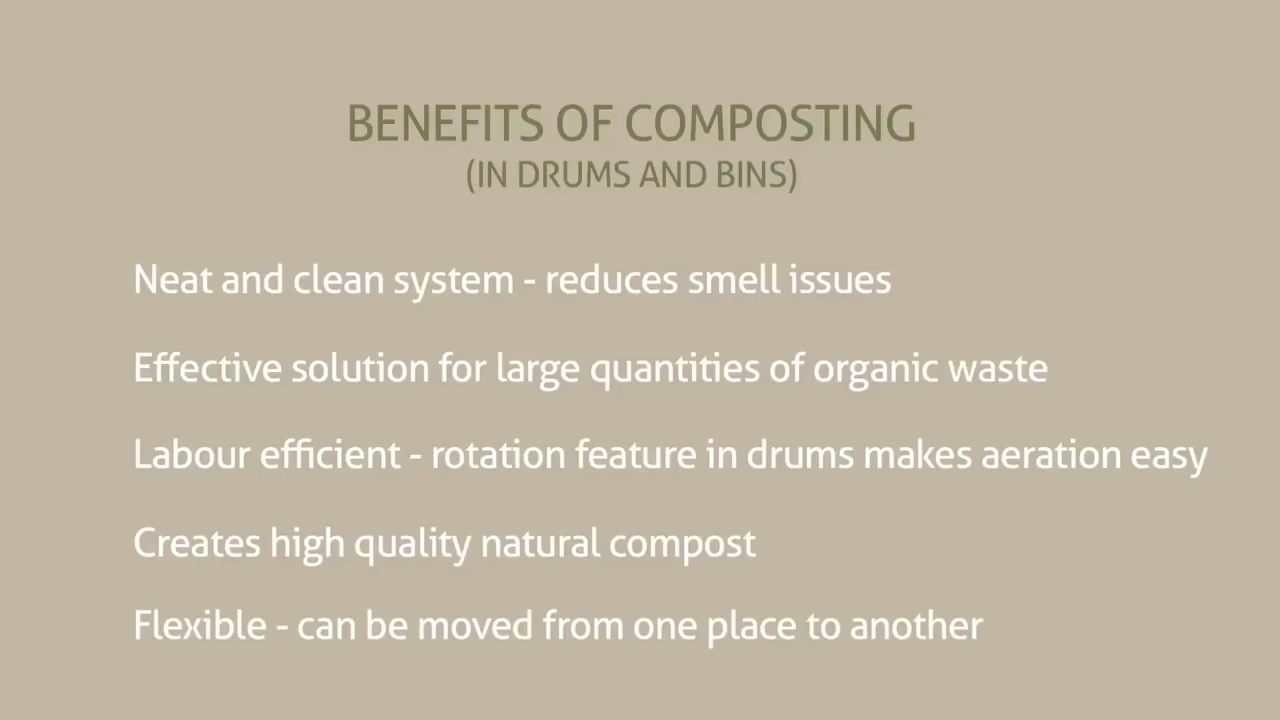 BENEFITS OF COMPOSTING
(IN DRUMS AND BINS)
Neat and clean system - reduces smell issues
Effective solution for large quantities of organic waste
Labour efficient - rotation feature in drums makes aeration easy
Creates high quality natural compost
Flexible - can be moved from one place to another